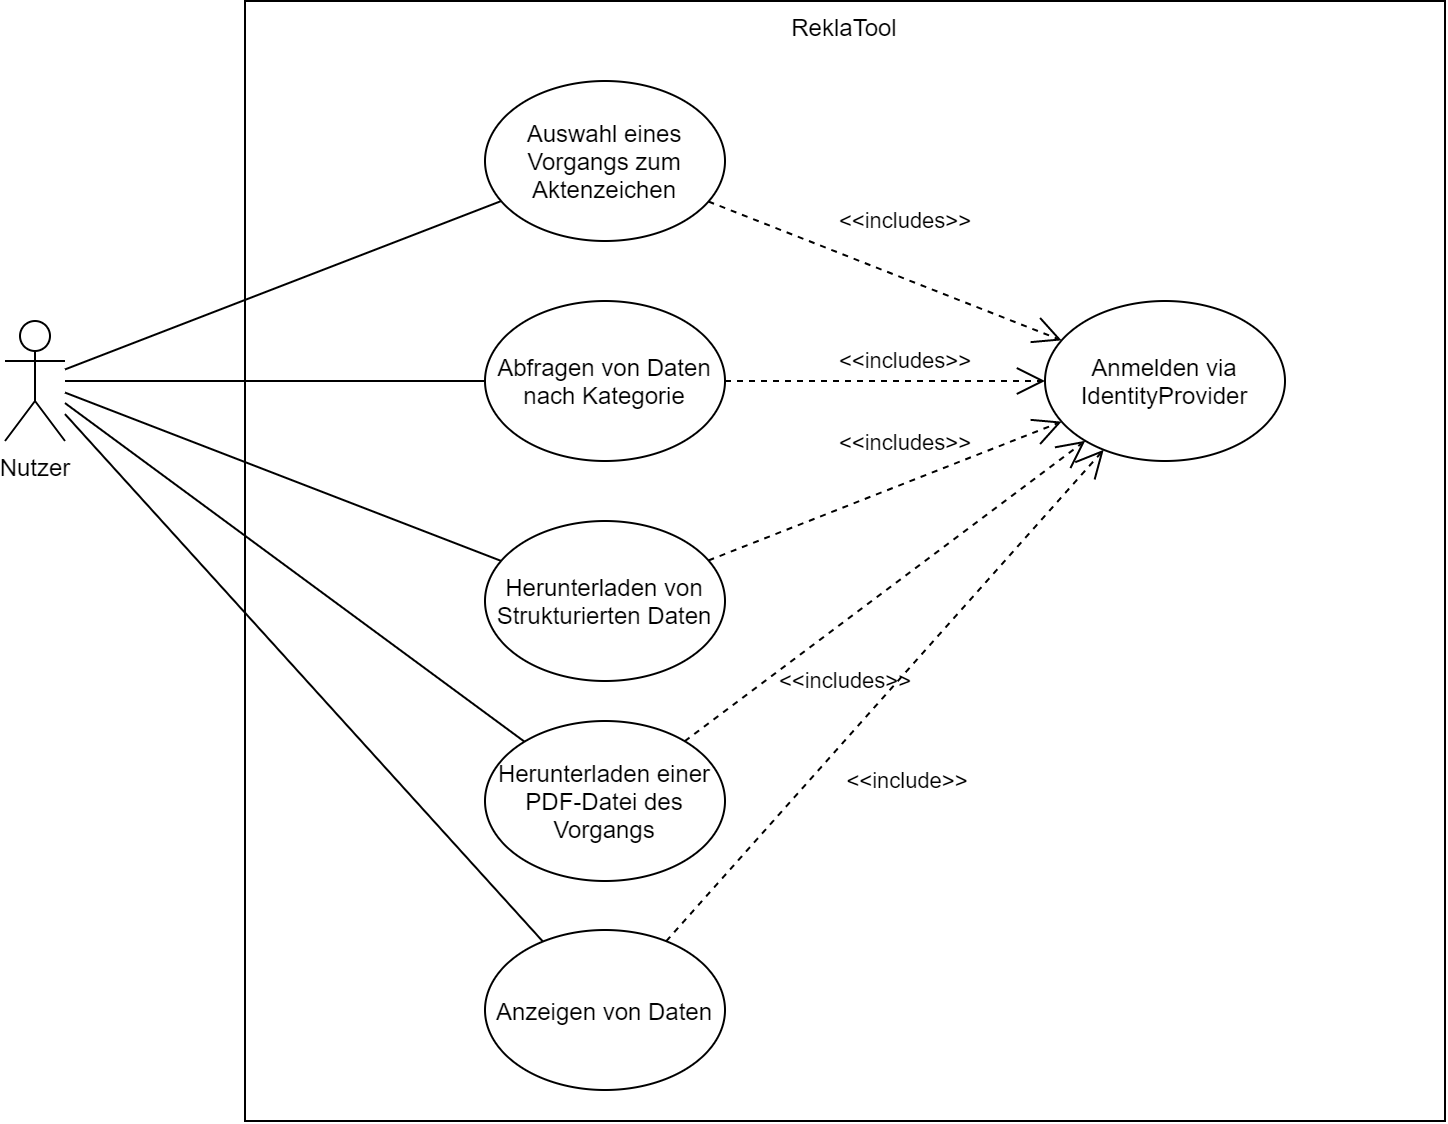 ReklaTool
Auswahl eines
Vorgangs zum
Aktenzeichen
<<includes>>
Abfragen von Daten
nach Kategorie
<<includes>>
Anmelden via
IdentityProvider
Nutzer
<<includes>>
Herunterladen von
Strukturierten Daten
<<includes>>
Herunterladen einer
PDF-Datei des
Vorgangs
<<include>>
Anzeigen von Daten